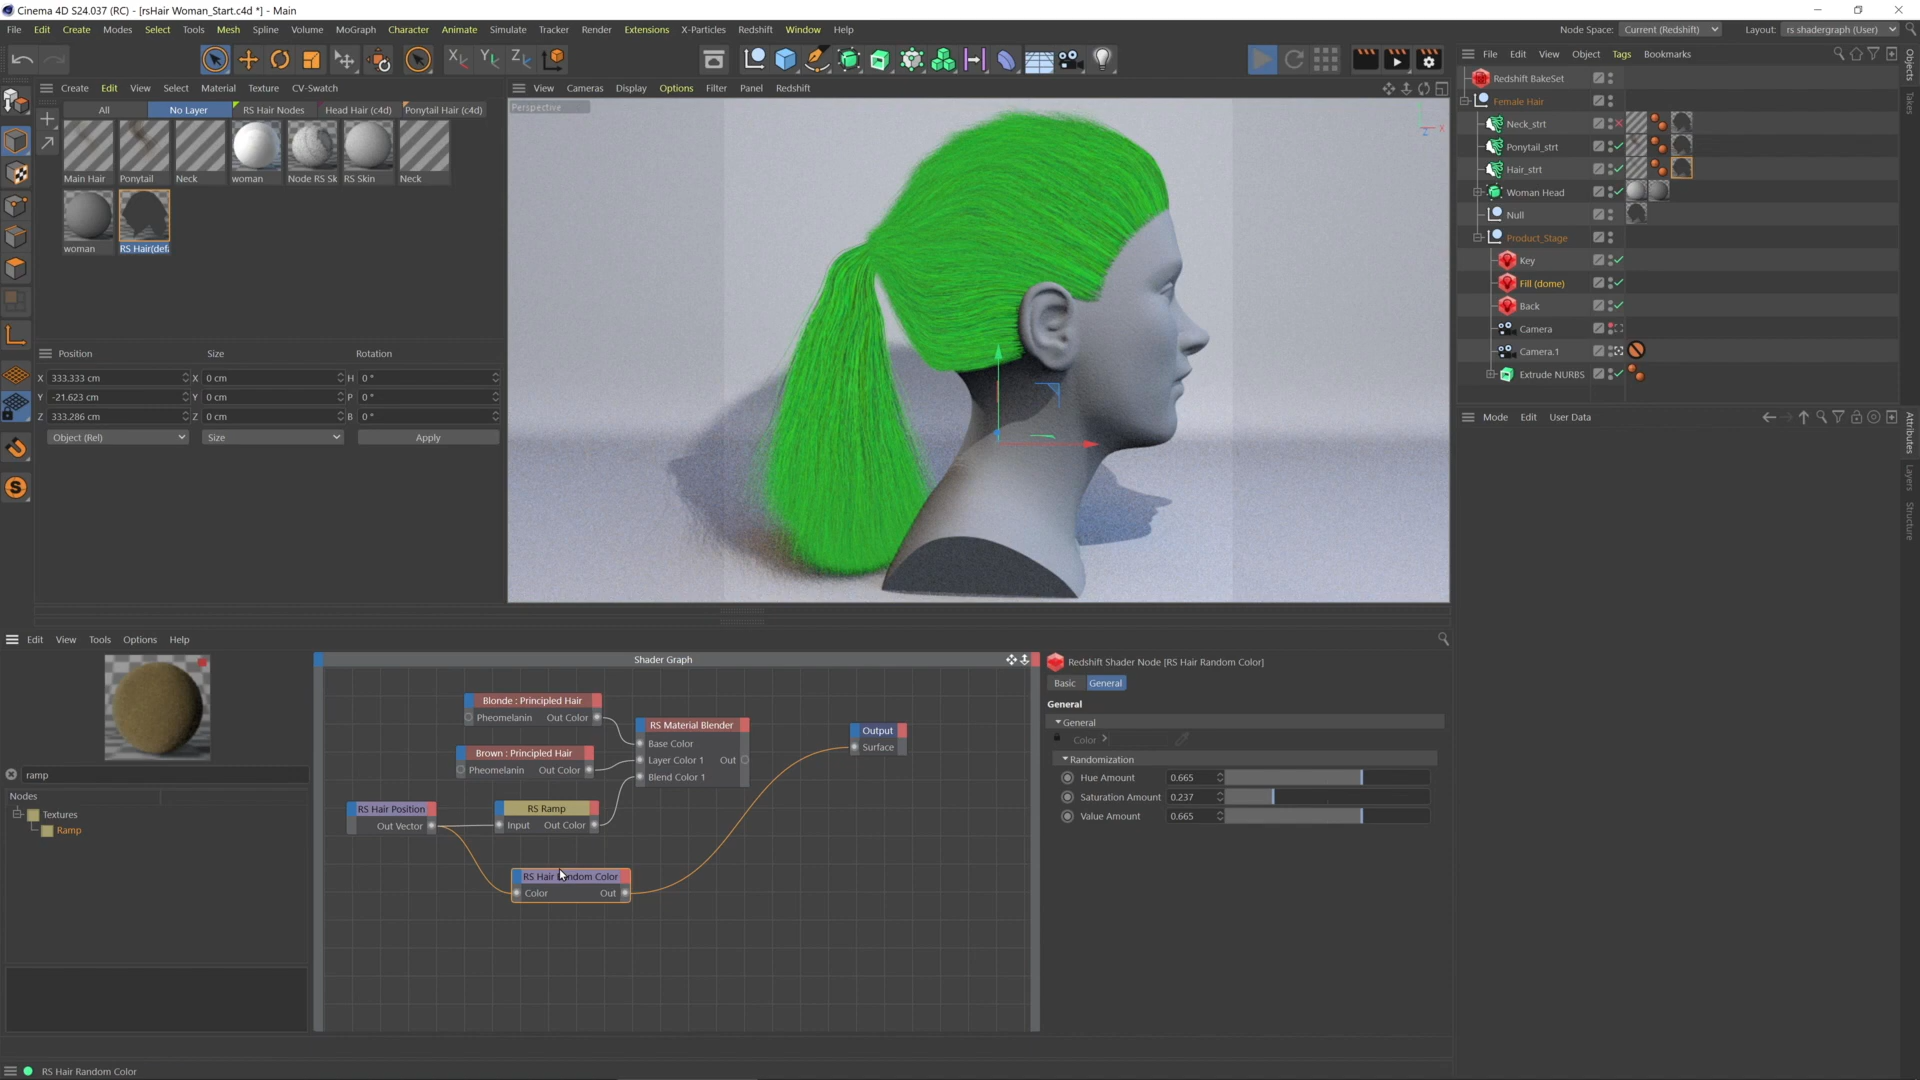 Cinema 4D S24.037 (RC) - [rsHair Woman_Start.c4d *] - Main
File Edit Create Modes Select Tools Mesh Spline Volume MoGraph Character Animate Simulate Tracker Render Extensions X-Particles Redshift Window Help
Node Space: Current (Redshift) Layout: rs shadergraph (User)
Create Edit View Select Material Texture CV-Swatch
All No Layer RS Hair Nodes Head Hair (c4d) Ponytail Hair (c4d)
Main Hair Ponytail Neck woman Node RS Sk RS Skin Neck
woman RS Hair(defa
Position Size Rotation
X 333.333 cm X 0 cm H 0 °
Y -21.623 cm Y 0 cm P 0 °
Z 333.286 cm Z 0 cm B 0 °
Object (Rel) Size Apply
View Cameras Display Options Filter Panel Redshift
Perspective
File Edit View Object Tags Bookmarks
Redshift BakeSet
Female Hair
Neck_strt
Ponytail_strt
Hair_strt
Woman Head
Null
Product_Stage
Key
Fill (dome)
Back
Camera
Camera.1
Extrude NURBS
Mode Edit User Data
Objects
Takes
Attributes
Layers
Structure
Edit View Tools Options Help
ramp
Nodes
Textures
Ramp
Shader Graph
Blonde : Principled Hair
Pheomelanin Out Color
Brown : Principled Hair
Pheomelanin Out Color
RS Material Blender
Base Color
Layer Color 1 Out
Blend Color 1
Output
Surface
RS Hair Position
Out Vector
RS Ramp
Input Out Color
RS Hair Random Color
Color Out
Redshift Shader Node [RS Hair Random Color]
Basic General
General
General
Color
Randomization
Hue Amount 0.665
Saturation Amount 0.237
Value Amount 0.665
RS Hair Random Color